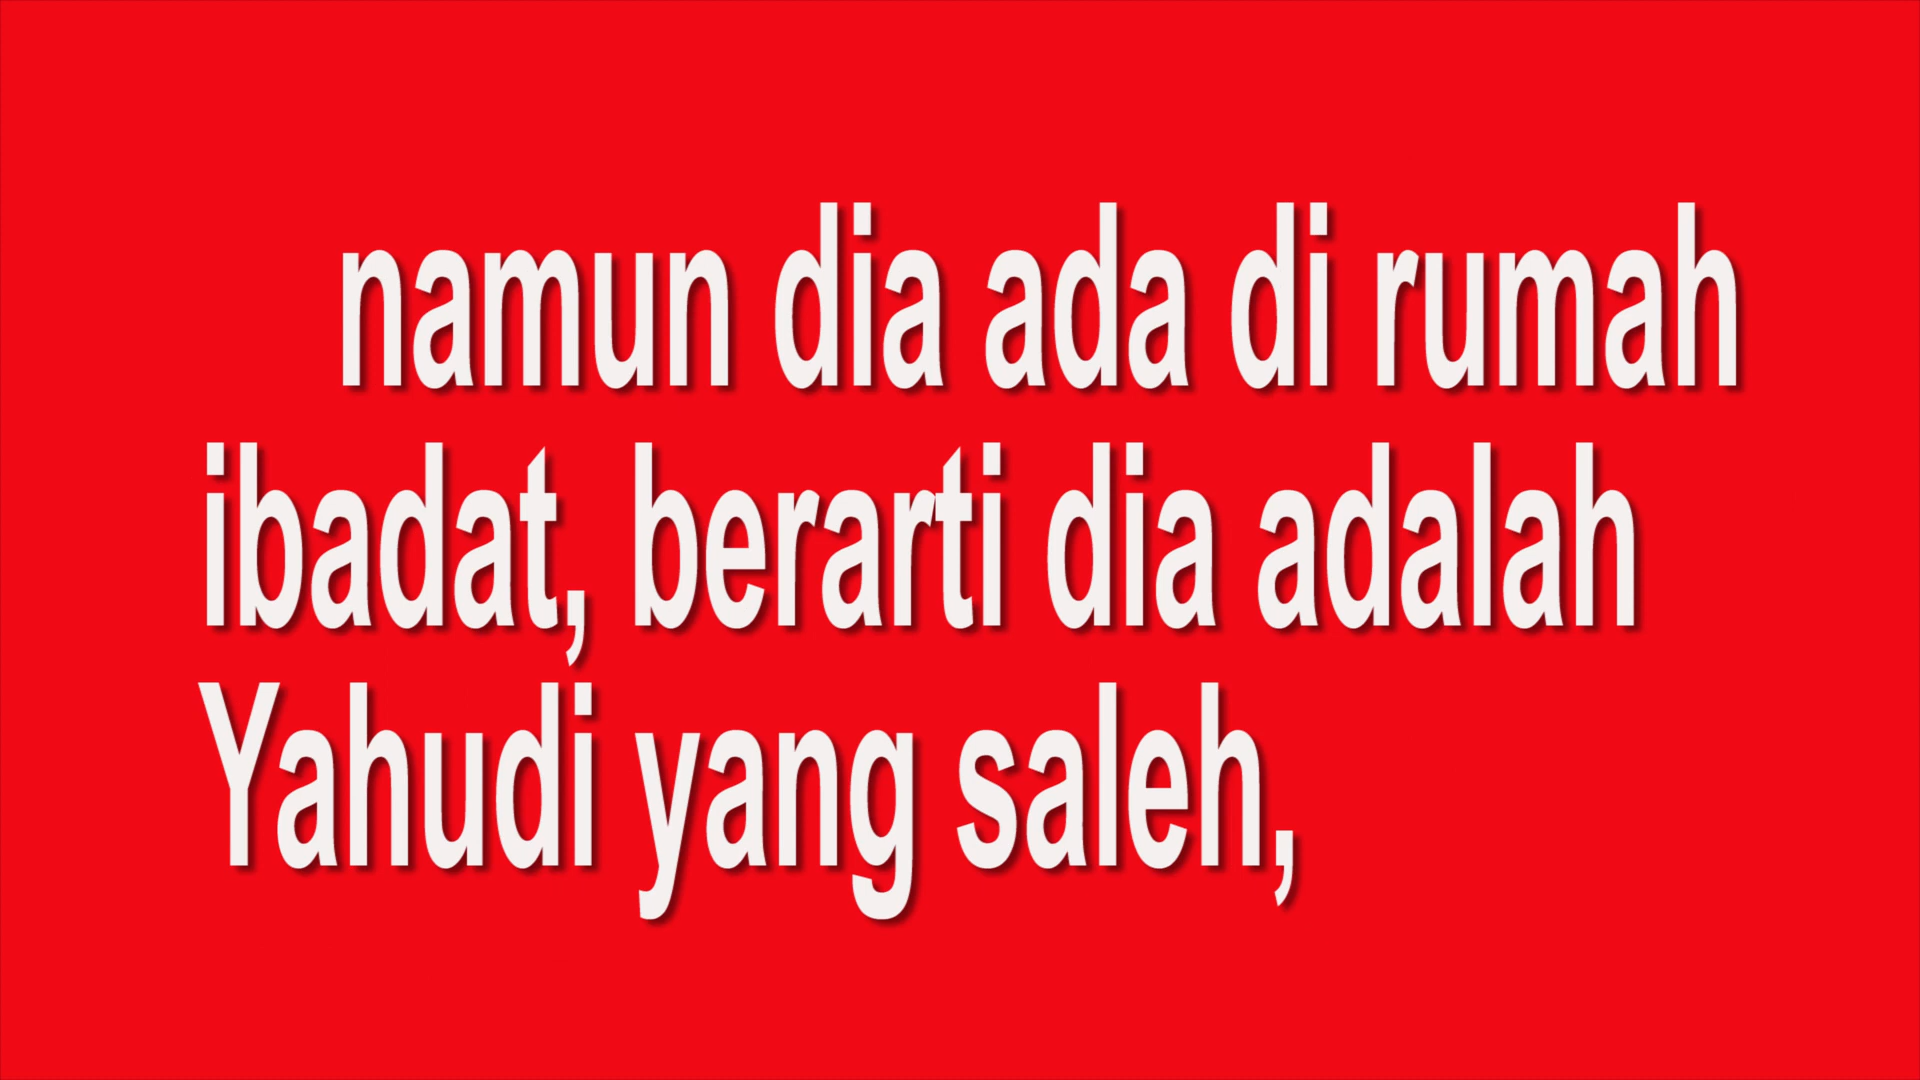 namun dia ada di rumah
ibadat, berarti dia adalah
Yahudi yang saleh,